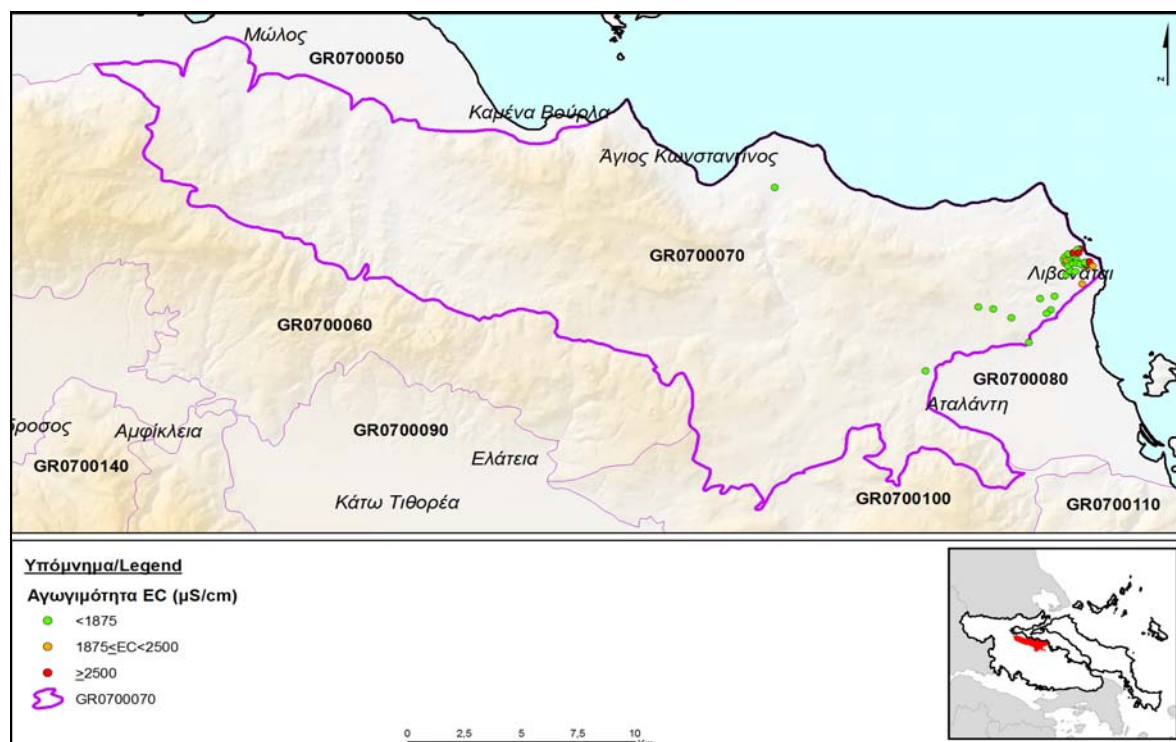 Μώλος
GR0700050
Καμένα Βούρλα
Άγιος Κωνσταντίνος
GR0700070
Λιβανάται
GR0700060
GR0700080
Αταλάντη
GR0700090
δροσος
Αμφίκλεια
GR0700140
Ελάτεια
Κάτω Τιθορέα
GR0700100
GR0700110
Υπόμνημα/Legend
Αγωγιμότητα EC (μS/cm)
<1875
1875≤EC<2500
≥2500
GR0700070
0 2,5 5 7,5 10